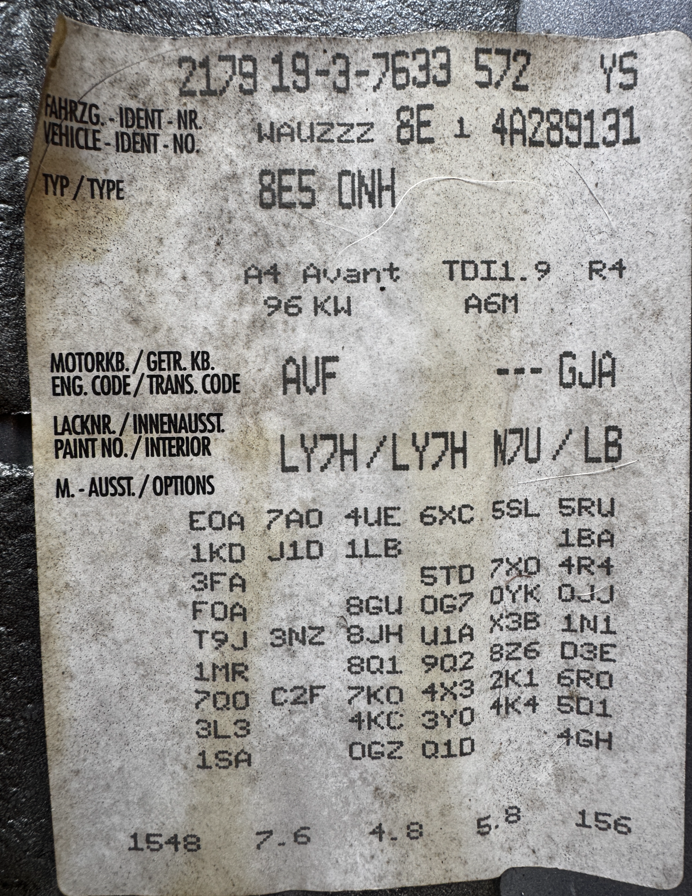 2179 19-3-7633 572 YS
FAHRZG. - IDENT - NR.
VEHICLE - IDENT - NO. WAUZZZ 8E 1 4A289131
TYP / TYPE 8E5 0NH
A4 Avant TDI1.9 R4
96 KW A6M
MOTORKB. / GETR. KB.
ENG. CODE / TRANS. CODE AVF --- GJA
LACKNR. / INNENAUSST.
PAINT NO. / INTERIOR LY7H / LY7H N7U / LB
M. - AUSST. / OPTIONS
E0A 7A0 4UE 6XC 5SL 5RU
1KD J1D 1LB 1BA
3FA 5TD 7X0 4R4
F0A 8GU 0G7 0YK 0JJ
T9J 3NZ 8JH U1A X3B 1N1
1MR 8Q1 9Q2 8Z6 D3E
7Q0 C2F 7K0 4X3 2K1 6R0
3L3 4KC 3Y0 4K4 5D1
1SA 0GZ Q1D 4GH
1548 7.6 4.8 5.8 156